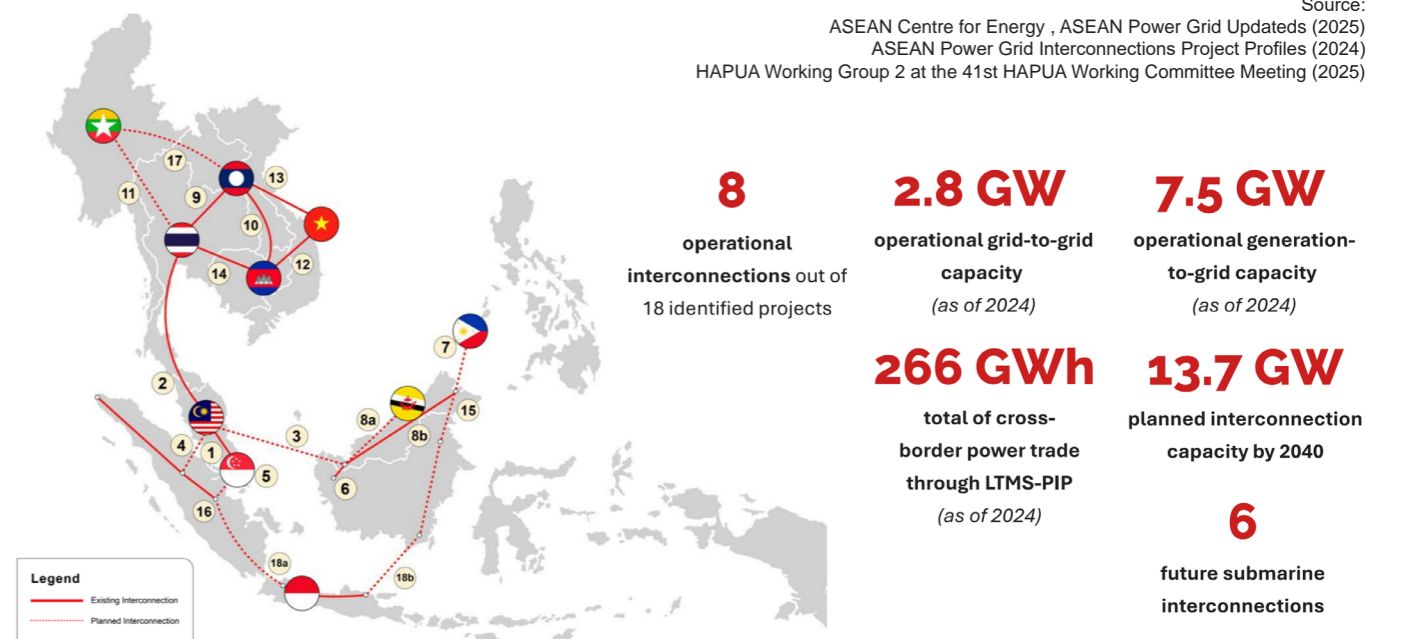 Source:
ASEAN Centre for Energy , ASEAN Power Grid Updateds (2025)
ASEAN Power Grid Interconnections Project Profiles (2024)
HAPUA Working Group 2 at the 41st HAPUA Working Committee Meeting (2025)
17
13
11
9
10
12
14
7
2
8a
15
3
8b
4
1
5
6
16
18a
18b
Legend
Existing Interconnection
Planned Interconnection
8
operational
interconnections out of
18 identified projects
2.8 GW
operational grid-to-grid
capacity
(as of 2024)
7.5 GW
operational generation-
to-grid capacity
(as of 2024)
266 GWh
total of cross-
border power trade
through LTMS-PIP
(as of 2024)
13.7 GW
planned interconnection
capacity by 2040
6
future submarine
interconnections